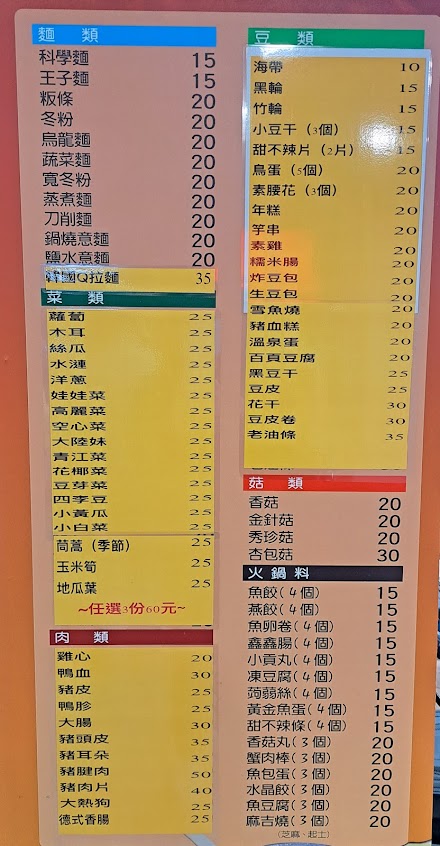 麵 類
科學麵 15
王子麵 15
粄條 20
冬粉 20
烏龍麵 20
蔬菜麵 20
寬冬粉 20
蒸煮麵 20
刀削麵 20
鍋燒意麵 20
鹽水意麵 20
韓國Q拉麵 35
菜 類
蘿蔔 25
木耳 25
絲瓜 25
水漣 25
洋蔥 25
娃娃菜 25
高麗菜 25
空心菜 25
大陸妹 25
青江菜 25
花椰菜 25
豆芽菜 25
四季豆 25
小黃瓜 25
小白菜 25
茼蒿（季節） 25
玉米筍 25
地瓜葉 25
~任選3份60元~
肉 類
雞心 20
鴨血 30
豬皮 25
鴨胗 25
大腸 30
豬頭皮 35
豬耳朵 35
豬腱肉 50
豬肉片 40
大熱狗 25
德式香腸 25
豆 類
海帶 10
黑輪 15
竹輪 15
小豆干（3個） 15
甜不辣片（2片） 15
鳥蛋（5個） 20
素腰花（3個） 20
年糕 20
芋串 20
素雞 20
糯米腸 20
炸豆包 20
生豆包 20
雪魚燒 20
豬血糕 20
溫泉蛋 20
百頁豆腐 20
黑豆干 25
豆皮 25
花干 30
豆皮卷 30
老油條 35
菇 類
香菇 20
金針菇 20
秀珍菇 20
杏包菇 30
火 鍋 料
魚餃(4個) 15
燕餃(4個) 15
魚卵卷(4個) 15
鑫鑫腸(4個) 15
小貢丸(4個) 15
凍豆腐(4個) 15
蒟蒻絲(4個) 15
黃金魚蛋(4個) 15
甜不辣條(4個) 15
香菇丸(3個) 20
蟹肉棒(3個) 20
魚包蛋(3個) 20
水晶餃(3個) 20
魚豆腐(3個) 20
麻吉燒(3個) 20
(芝麻、起士)